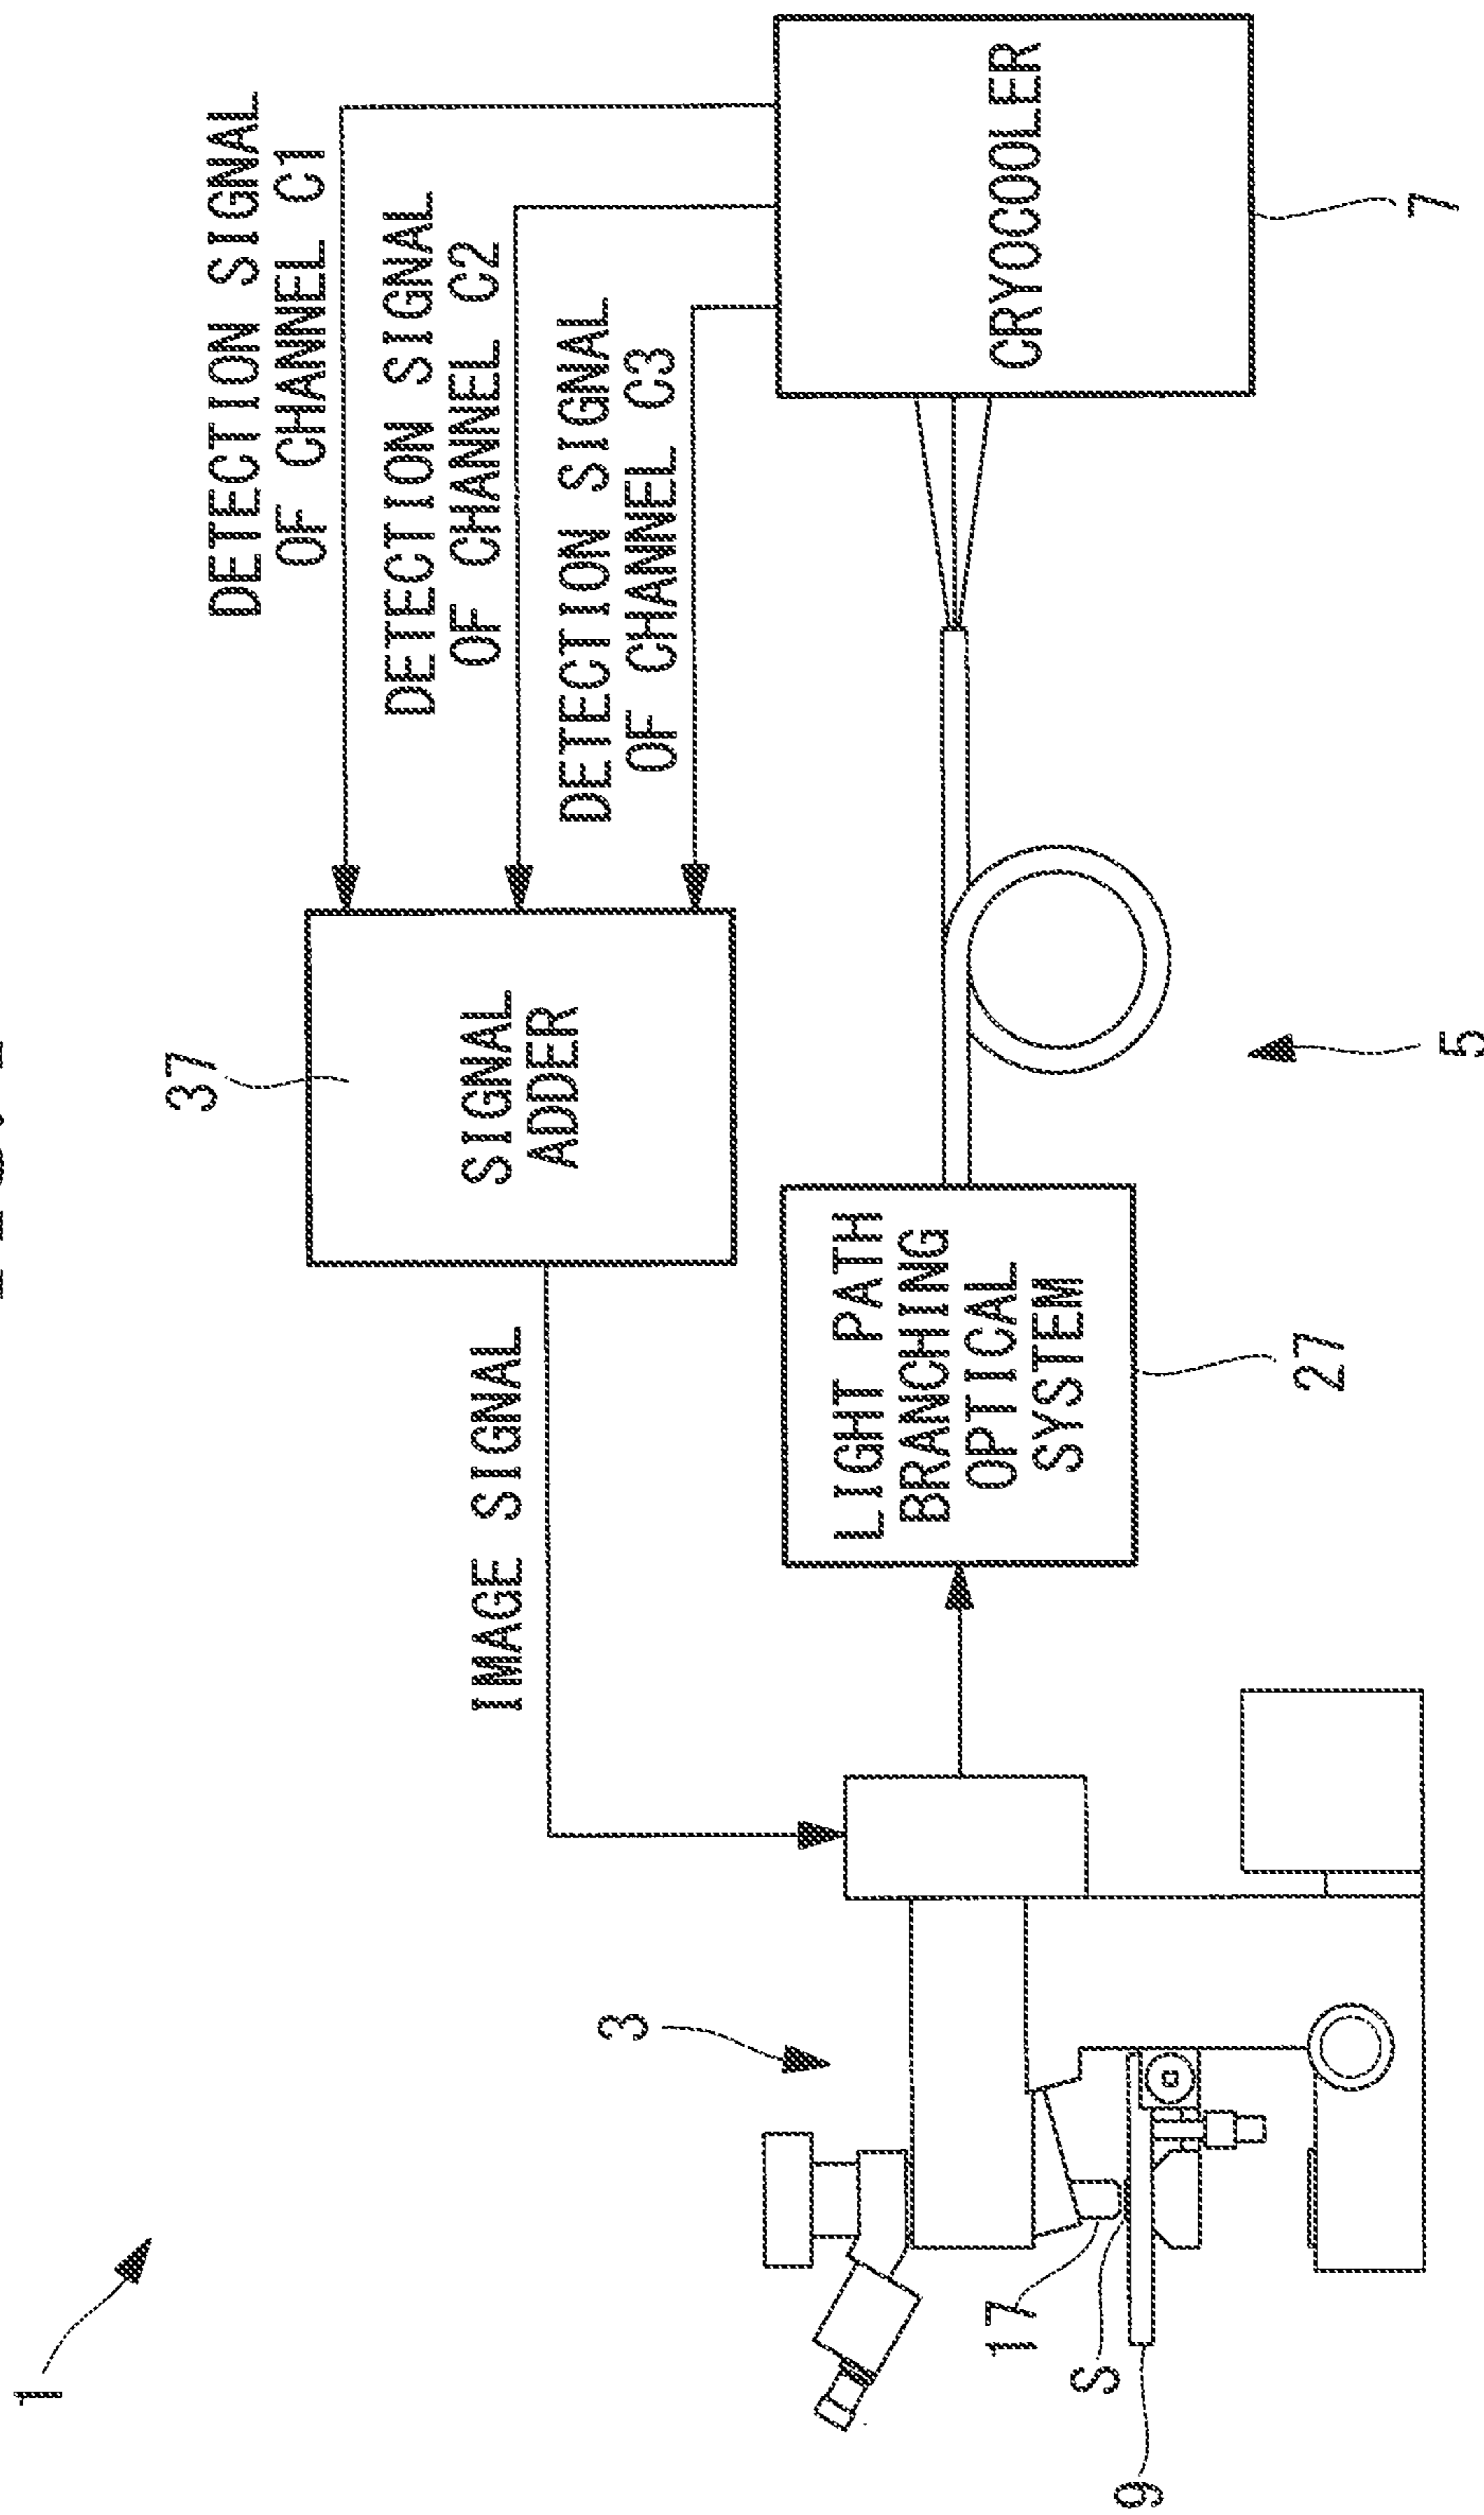 1
37
DETECTION SIGNAL
OF CHANNEL C1
DETECTION SIGNAL
OF CHANNEL C2
DETECTION SIGNAL
OF CHANNEL C3
IMAGE SIGNAL
SIGNAL
ADDER
3
LIGHT PATH
BRANCHING
OPTICAL
SYSTEM
CRYOCOOLER
17
S
9
27
5
7